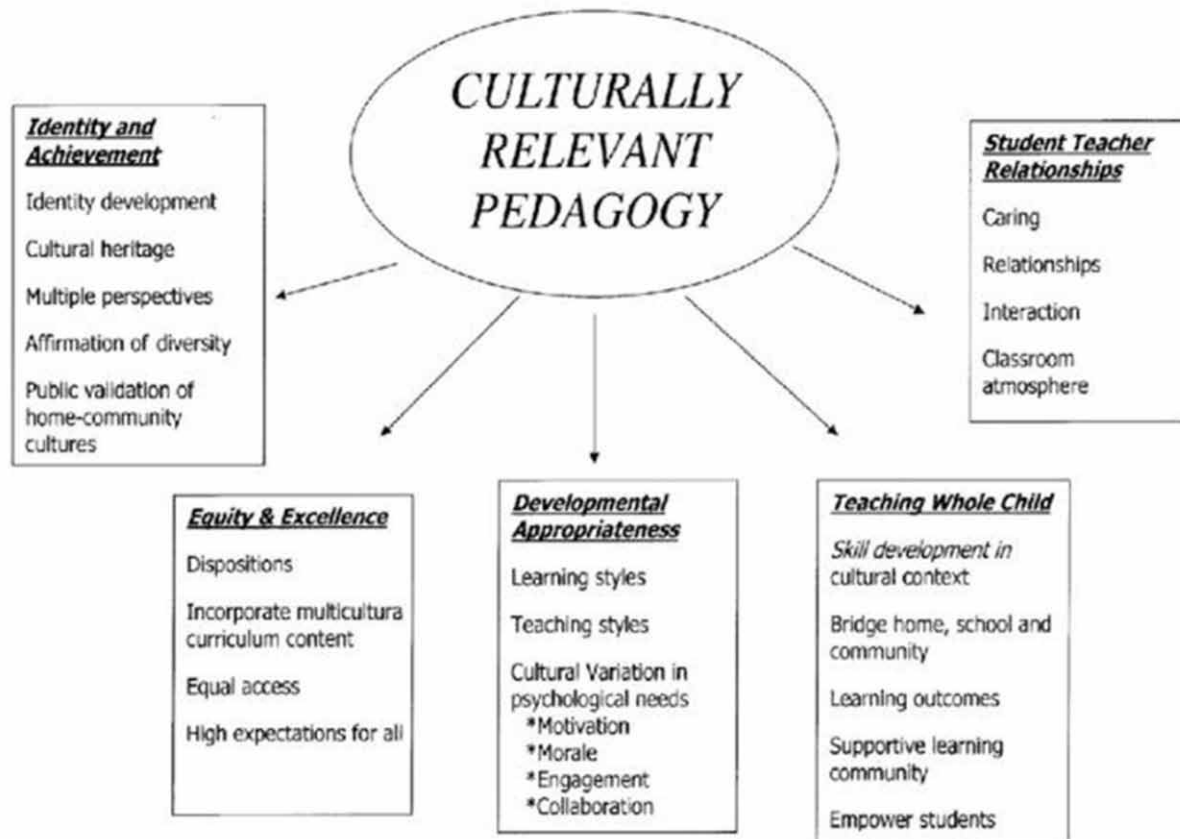 CULTURALLY
RELEVANT
PEDAGOGY
Identity and
Achievement
Identity development
Cultural heritage
Multiple perspectives
Affirmation of diversity
Public validation of
home-community
cultures
Equity & Excellence
Dispositions
Incorporate multicultura
curriculum content
Equal access
High expectations for all
Developmental
Appropriateness
Learning styles
Teaching styles
Cultural Variation in
psychological needs
*Motivation
*Morale
*Engagement
*Collaboration
Teaching Whole Child
Skill development in
cultural context
Bridge home, school and
community
Learning outcomes
Supportive learning
community
Empower students
Student Teacher
Relationships
Caring
Relationships
Interaction
Classroom
atmosphere